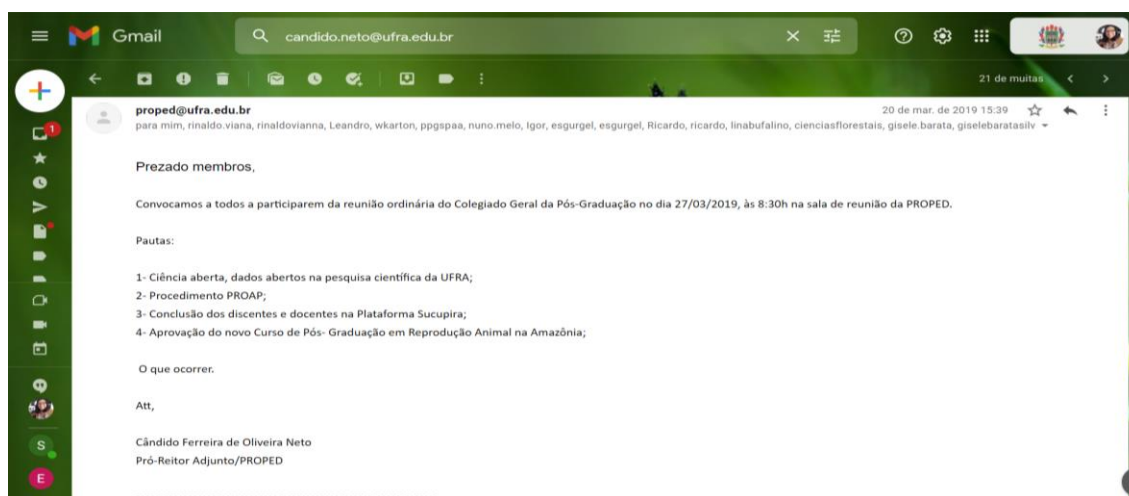 Gmail
candido.neto@ufra.edu.br
21 de muitas
1
proped@ufra.edu.br
20 de mar. de 2019 15:39
para mim, rinaldo.viana, rinaldovianna, Leandro, wkarton, ppgspaa, nuno.melo, Igor, esgurgel, esgurgel, Ricardo, ricardo, linabufalino, cienciasflorestais, gisele.barata, giselebaratasilv
Prezado membros,
Convocamos a todos a participarem da reunião ordinária do Colegiado Geral da Pós-Graduação no dia 27/03/2019, às 8:30h na sala de reunião da PROPED.
Pautas:
1- Ciência aberta, dados abertos na pesquisa científica da UFRA;
2- Procedimento PROAP;
3- Conclusão dos discentes e docentes na Plataforma Sucupira;
4- Aprovação do novo Curso de Pós- Graduação em Reprodução Animal na Amazônia;
O que ocorrer.
Att,
Cândido Ferreira de Oliveira Neto
Pró-Reitor Adjunto/PROPED
S
E